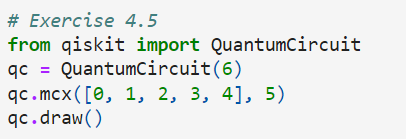 # Exercise 4.5
from qiskit import QuantumCircuit
qc = QuantumCircuit(6)
qc.mcx([0, 1, 2, 3, 4], 5)
qc.draw()